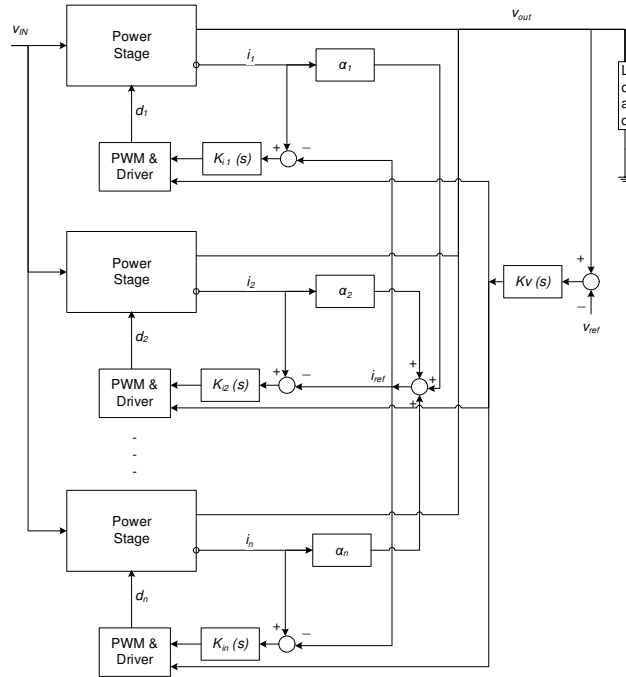 v_IN
Power
Stage
v_out
i_1
α_1
L
o
a
d
d_1
+
–
PWM &
Driver
K_i1 (s)
Power
Stage
i_2
α_2
+
Kv (s)
–
v_ref
d_2
+
–
i_ref
+
+
+
PWM &
Driver
K_i2 (s)
-
-
-
Power
Stage
i_n
α_n
d_n
+
–
PWM &
Driver
K_in (s)